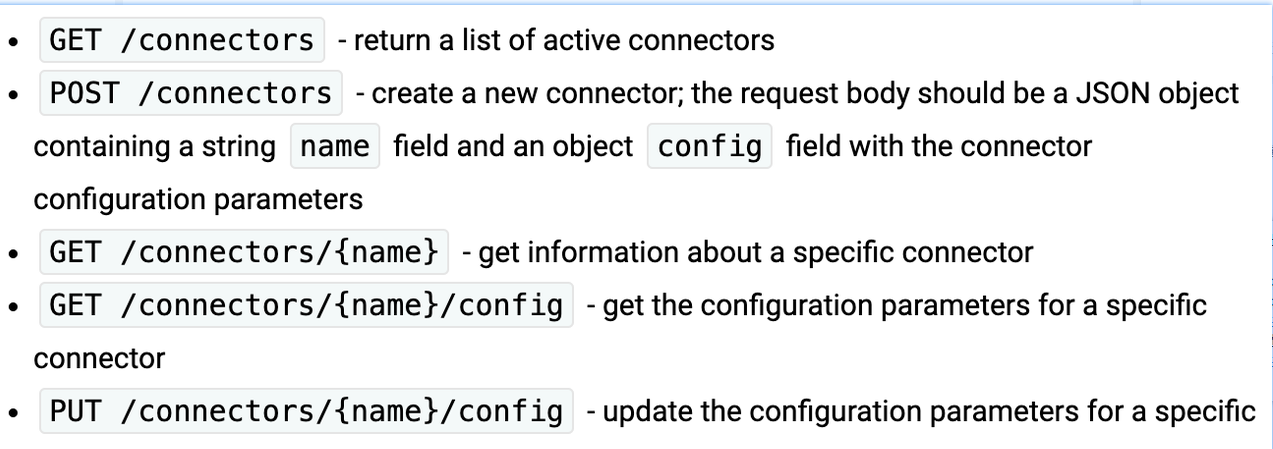 • GET /connectors - return a list of active connectors
• POST /connectors - create a new connector; the request body should be a JSON object
containing a string name field and an object config field with the connector
configuration parameters
• GET /connectors/{name} - get information about a specific connector
• GET /connectors/{name}/config - get the configuration parameters for a specific
connector
• PUT /connectors/{name}/config - update the configuration parameters for a specific